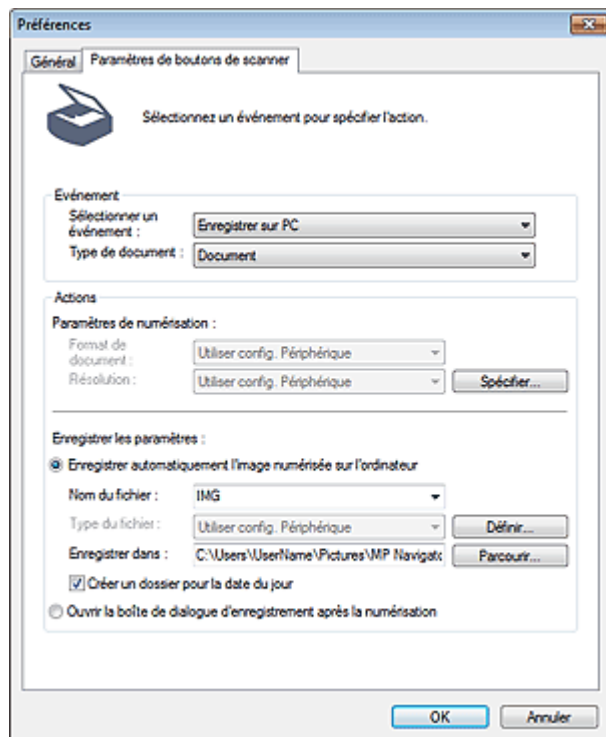 Préférences
Général
Paramètres de boutons de scanner
Sélectionnez un événement pour spécifier l'action.
Evénement
Sélectionner un
événement :
Enregistrer sur PC
Type de document :
Document
Actions
Paramètres de numérisation :
Format de
document :
Utiliser config. Périphérique
Résolution :
Utiliser config. Périphérique
Spécifier...
Enregistrer les paramètres :
Enregistrer automatiquement l'image numérisée sur l'ordinateur
Nom du fichier :
IMG
Type du fichier :
Utiliser config. Périphérique
Définir...
Enregistrer dans :
C:\Users\UserName\Pictures\MP Navigato
Parcourir...
Créer un dossier pour la date du jour
Ouvrir la boîte de dialogue d'enregistrement après la numérisation
OK
Annuler